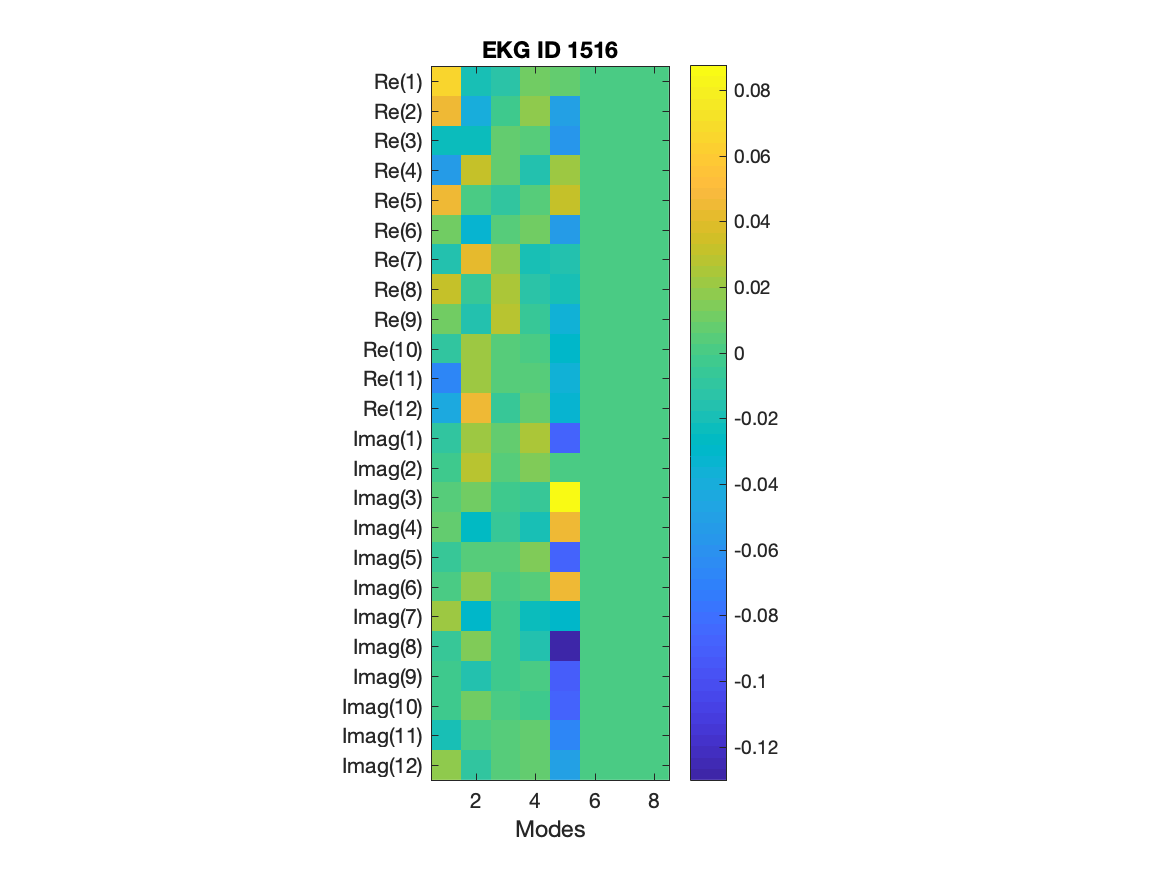 EKG ID 1516
Re(1)
Re(2)
Re(3)
Re(4)
Re(5)
Re(6)
Re(7)
Re(8)
Re(9)
Re(10)
Re(11)
Re(12)
Imag(1)
Imag(2)
Imag(3)
Imag(4)
Imag(5)
Imag(6)
Imag(7)
Imag(8)
Imag(9)
Imag(10)
Imag(11)
Imag(12)
2 4 6 8
Modes
0.08
0.06
0.04
0.02
0
-0.02
-0.04
-0.06
-0.08
-0.1
-0.12